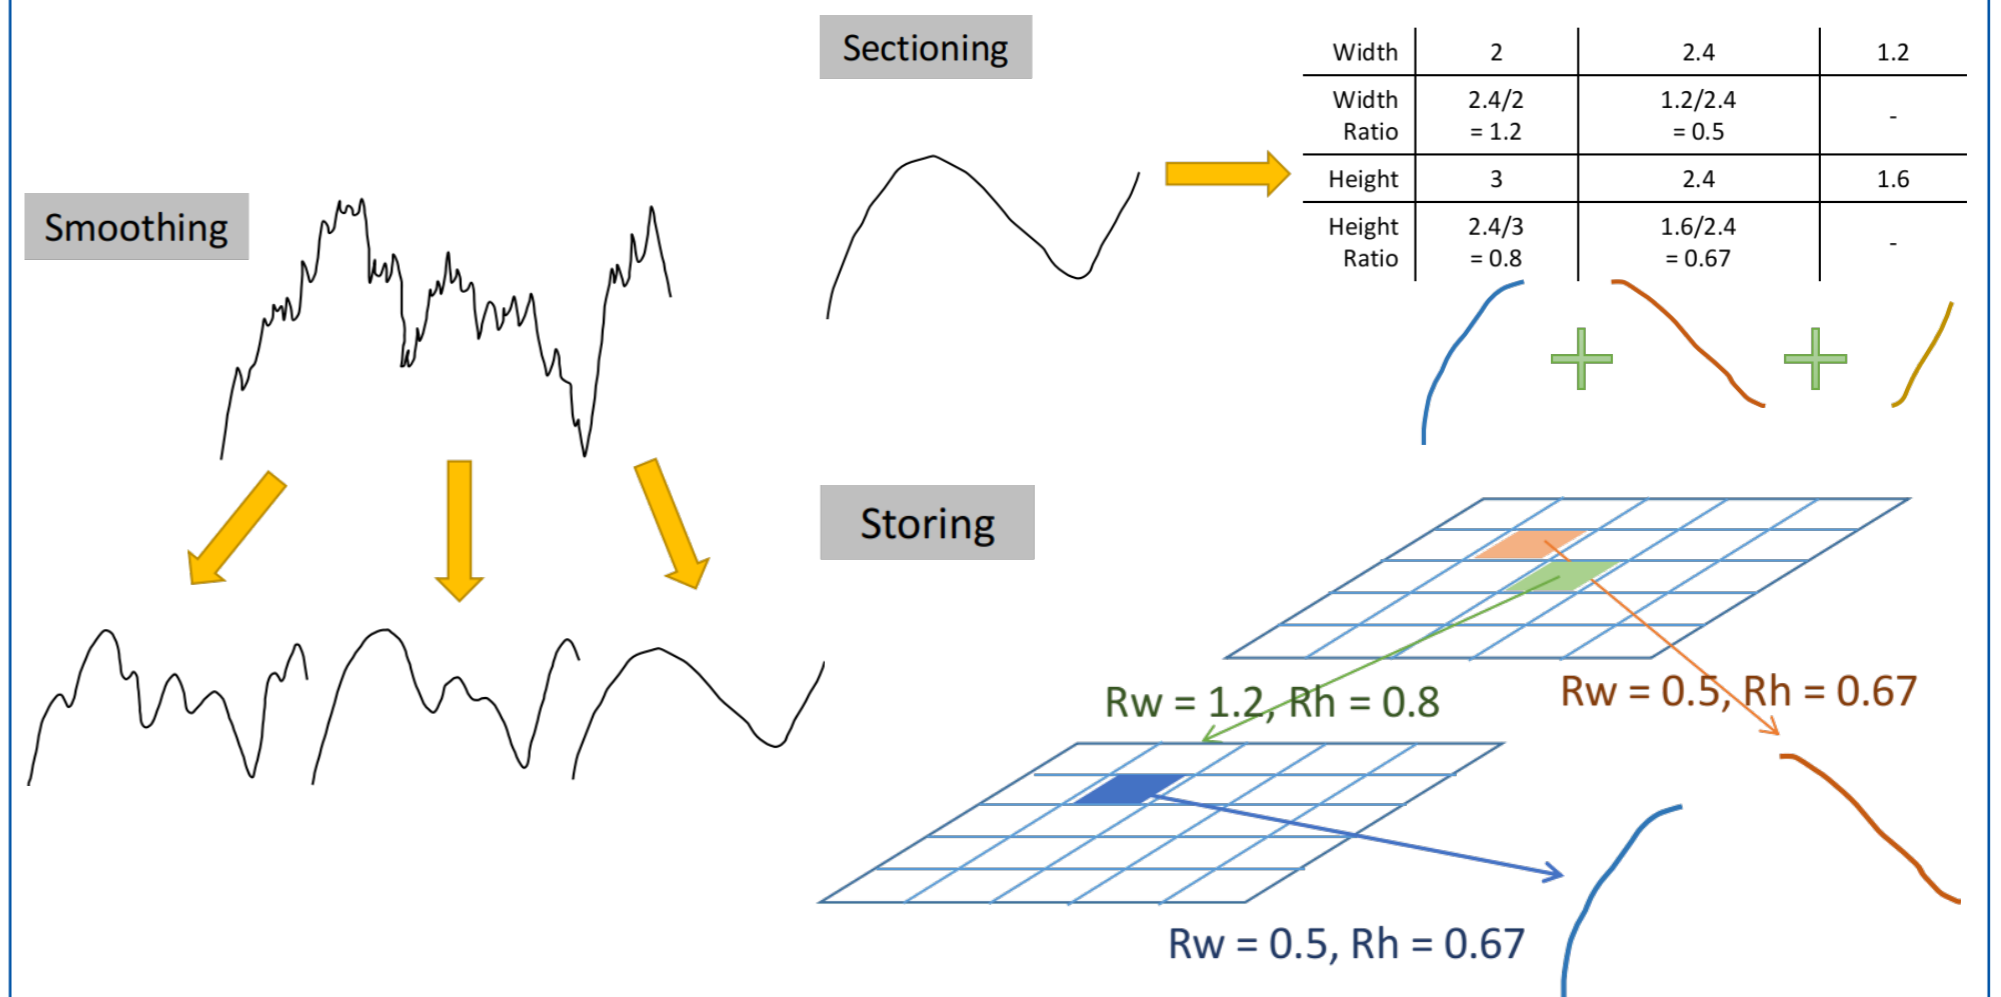 Smoothing
Sectioning
Width 2 2.4 1.2
Width 2.4/2 1.2/2.4 -
Ratio = 1.2 = 0.5
Height 3 2.4 1.6
Height 2.4/3 1.6/2.4 -
Ratio = 0.8 = 0.67
Storing
Rw = 1.2, Rh = 0.8
Rw = 0.5, Rh = 0.67
Rw = 0.5, Rh = 0.67